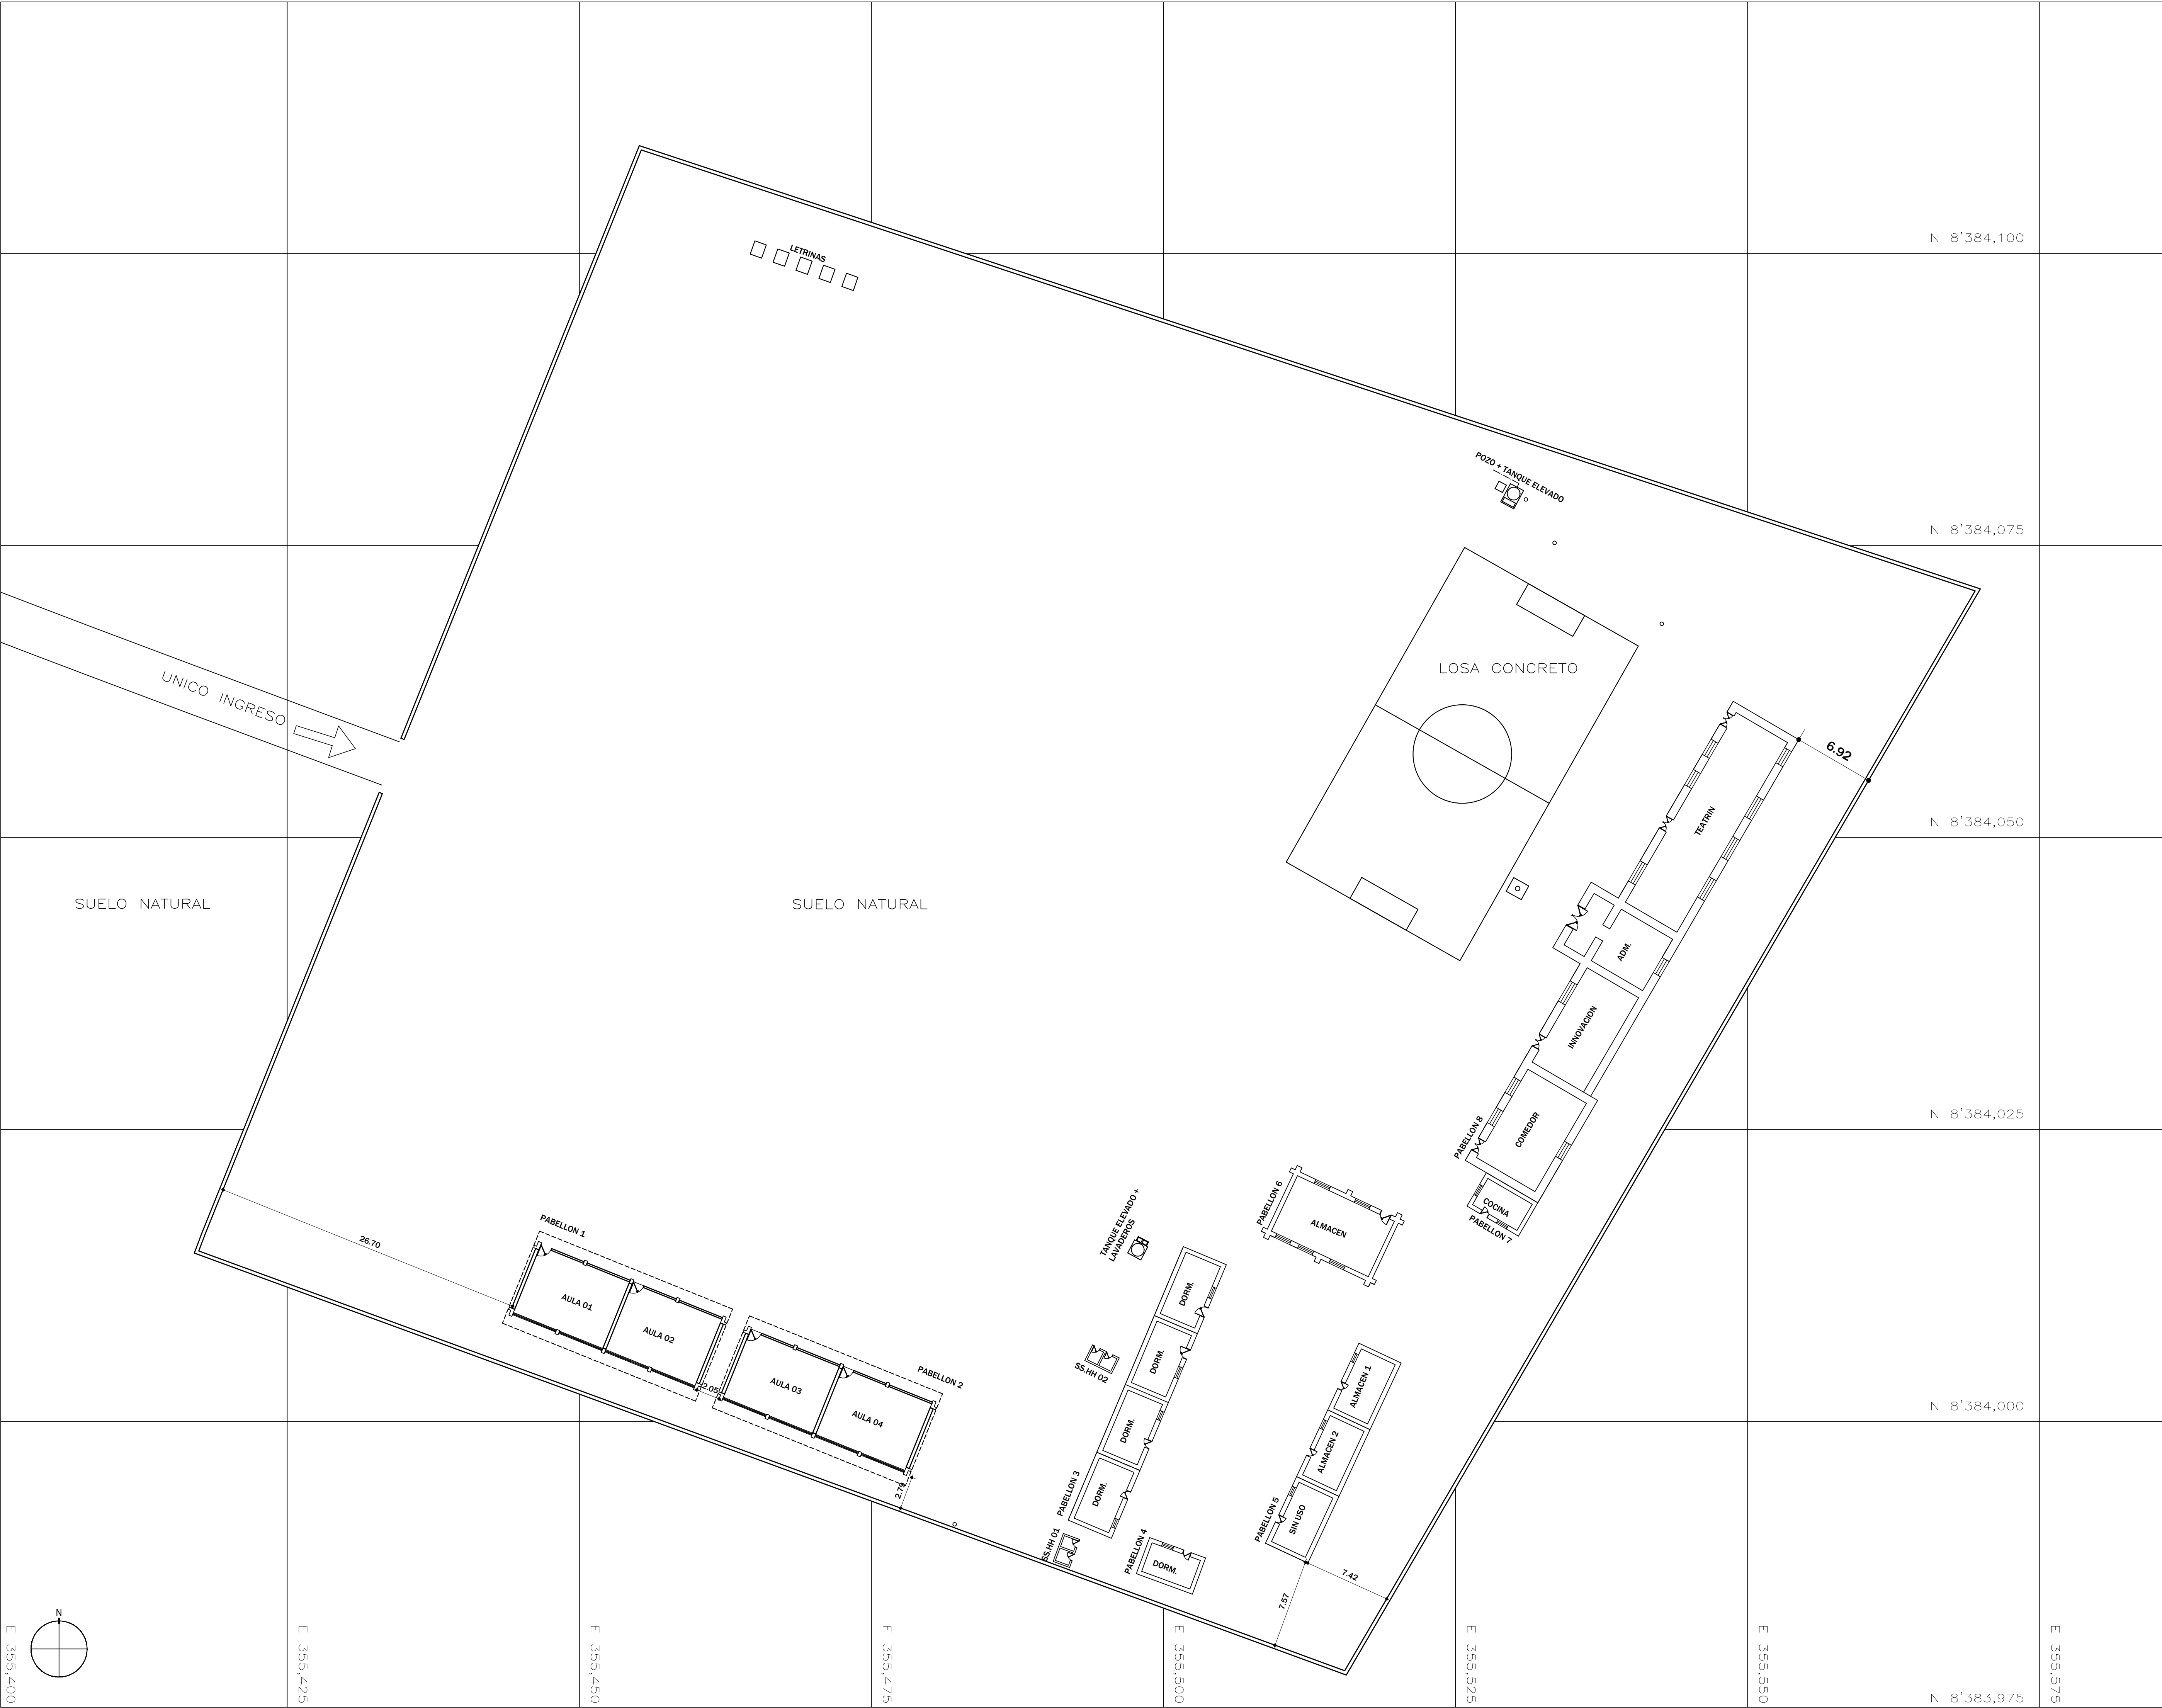 N 8'384,100
LETRINAS
POZO + TANQUE ELEVADO
N 8'384,075
UNICO INGRESO
LOSA CONCRETO
6.92
TEATRIN
N 8'384,050
SUELO NATURAL
SUELO NATURAL
ADM.
INNOVACION
N 8'384,025
PABELLON 8
COMEDOR
COCINA
PABELLON 7
PABELLON 6
ALMACEN
TANQUE ELEVADO +
LAVADEROS
26.70
PABELLON 1
AULA 01
AULA 02
2.05
AULA 03
AULA 04
PABELLON 2
2.79
DORM.
DORM.
DORM.
DORM.
PABELLON 3
SS.HH 02
SS.HH 01
PABELLON 4
DORM.
ALMACEN 1
ALMACEN 2
SIN USO
PABELLON 5
N 8'384,000
7.42
7.57
N
E 355,400
E 355,425
E 355,450
E 355,475
E 355,500
E 355,525
E 355,550
E 355,575
N 8'383,975